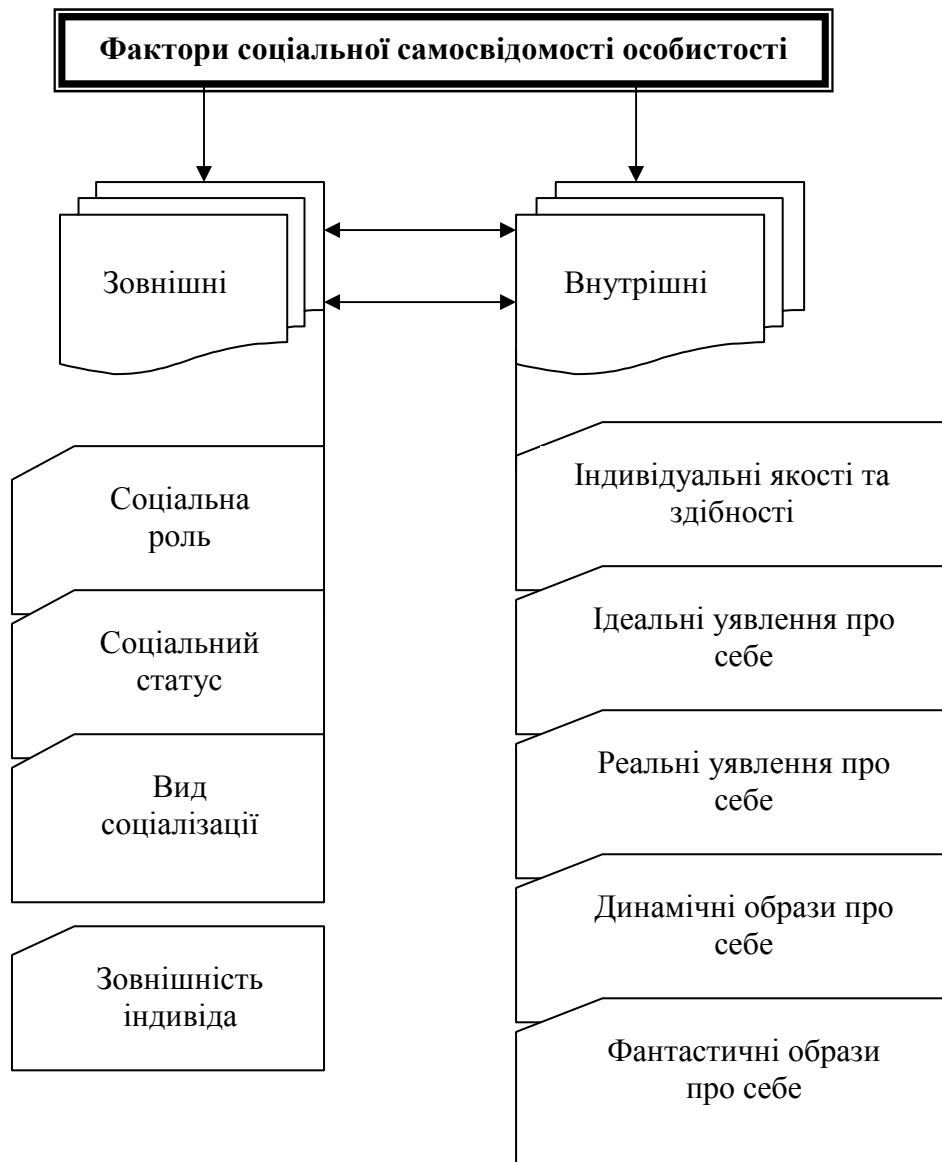 Фактори соціальної самосвідомості особистості
Зовнішні
Внутрішні
Соціальна
роль
Соціальний
статус
Вид
соціалізації
Зовнішність
індивіда
Індивідуальні якості та
здібності
Ідеальні уявлення про
себе
Реальні уявлення про
себе
Динамічні образи про
себе
Фантастичні образи
про себе